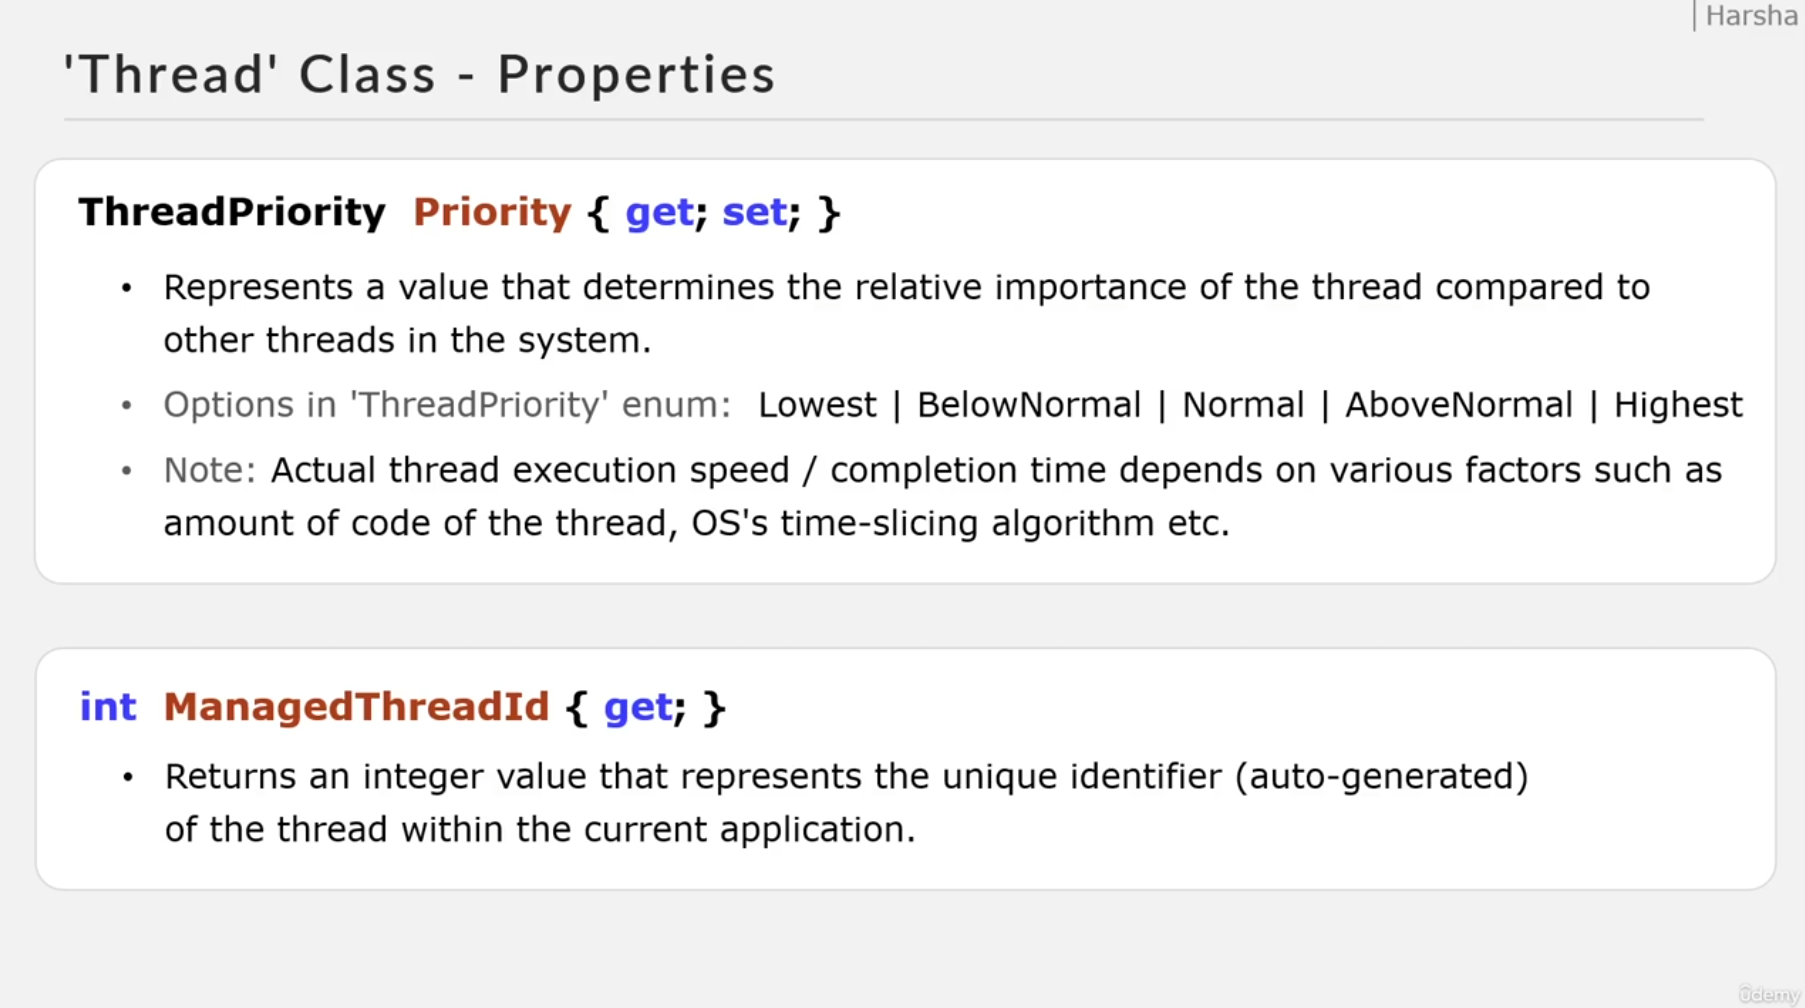 | Harsha
'Thread' Class - Properties
ThreadPriority Priority { get; set; }
• Represents a value that determines the relative importance of the thread compared to
other threads in the system.
• Options in 'ThreadPriority' enum: Lowest | BelowNormal | Normal | AboveNormal | Highest
• Note: Actual thread execution speed / completion time depends on various factors such as
amount of code of the thread, OS's time-slicing algorithm etc.
int ManagedThreadId { get; }
• Returns an integer value that represents the unique identifier (auto-generated)
of the thread within the current application.
ûdemy